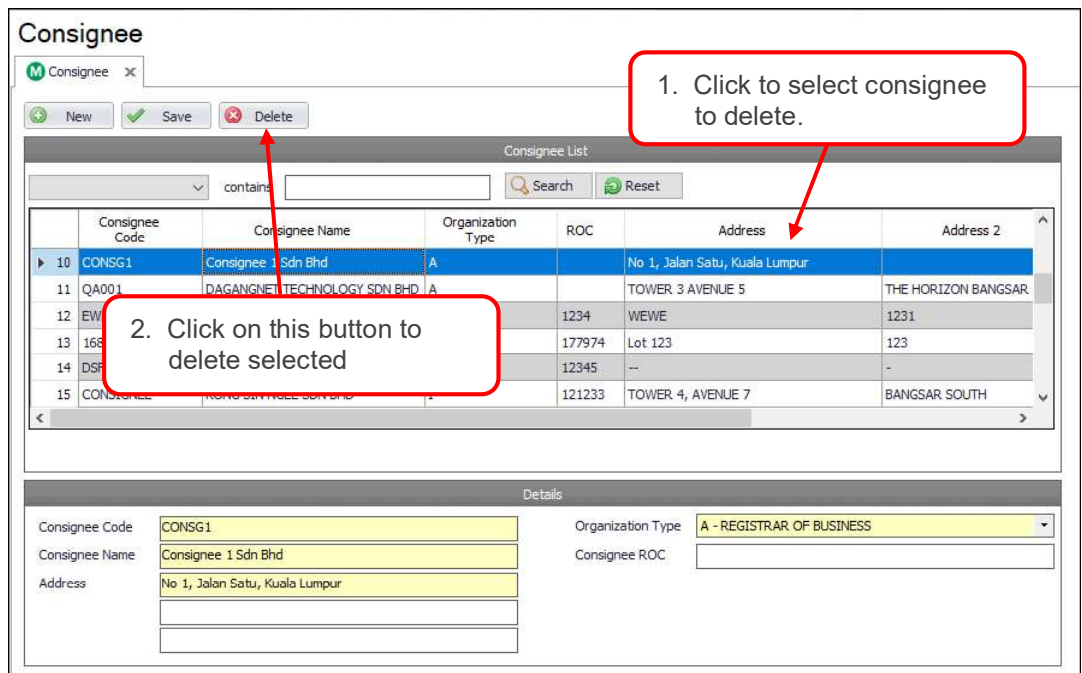 Consignee
M Consignee x
New Save Delete
1. Click to select consignee
to delete.
Consignee List
contains Search Reset
Consignee Code Consignee Name Organization Type ROC Address Address 2
10 CONSG1 Consignee 1 Sdn Bhd A No 1, Jalan Satu, Kuala Lumpur
11 QA001 DAGANGNET TECHNOLOGY SDN BHD A TOWER 3 AVENUE 5 THE HORIZON BANGSAR
12 1234 WEWE 1231
13 177974 Lot 123 123
14 12345 -- -
15 CONSIGNEE 121233 TOWER 4, AVENUE 7 BANGSAR SOUTH
2. Click on this button to
delete selected
Details
Consignee Code CONSG1 Organization Type A - REGISTRAR OF BUSINESS
Consignee Name Consignee 1 Sdn Bhd Consignee ROC
Address No 1, Jalan Satu, Kuala Lumpur